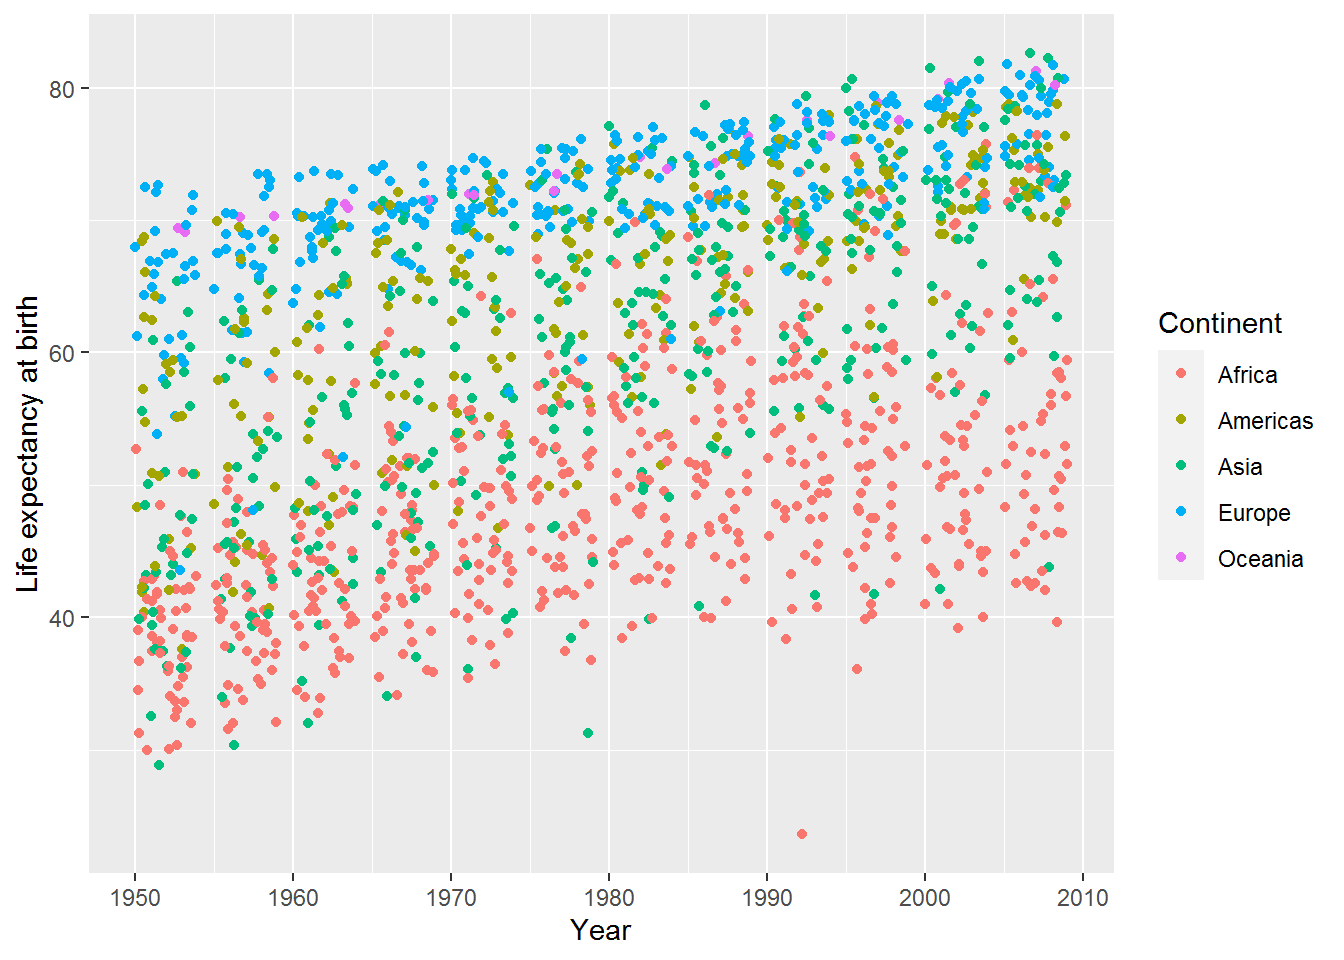 80
60
40
Life expectancy at birth
1950 1960 1970 1980 1990 2000 2010
Year
Continent
Africa
Americas
Asia
Europe
Oceania